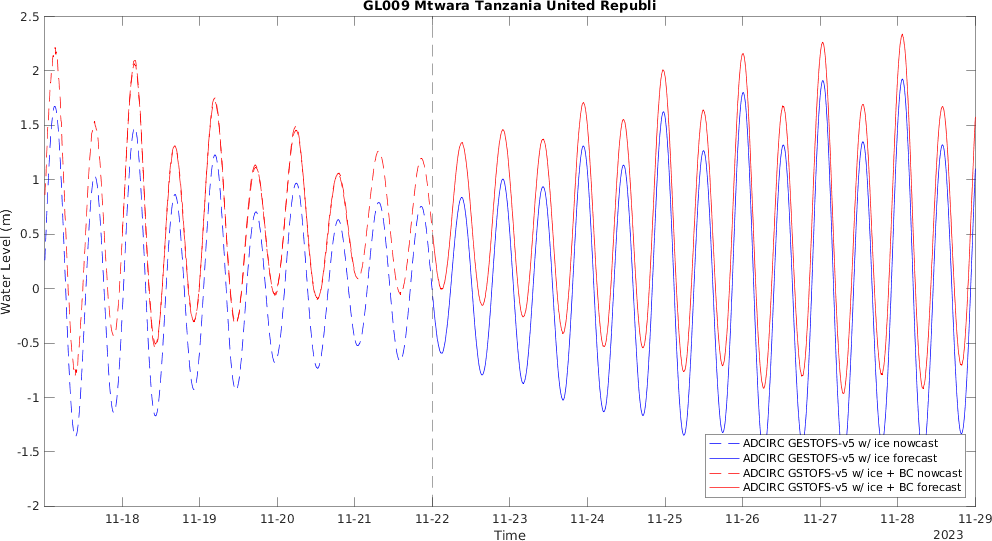 GL009 Mtwara Tanzania United Republi
2.5
2
1.5
1
0.5
0
-0.5
-1
-1.5
-2
Water Level (m)
ADCIRC GESTOFS-v5 w/ ice nowcast
ADCIRC GESTOFS-v5 w/ ice forecast
ADCIRC GSTOFS-v5 w/ ice + BC nowcast
ADCIRC GSTOFS-v5 w/ ice + BC forecast
11-18 11-19 11-20 11-21 11-22 11-23 11-24 11-25 11-26 11-27 11-28 11-29
Time
2023